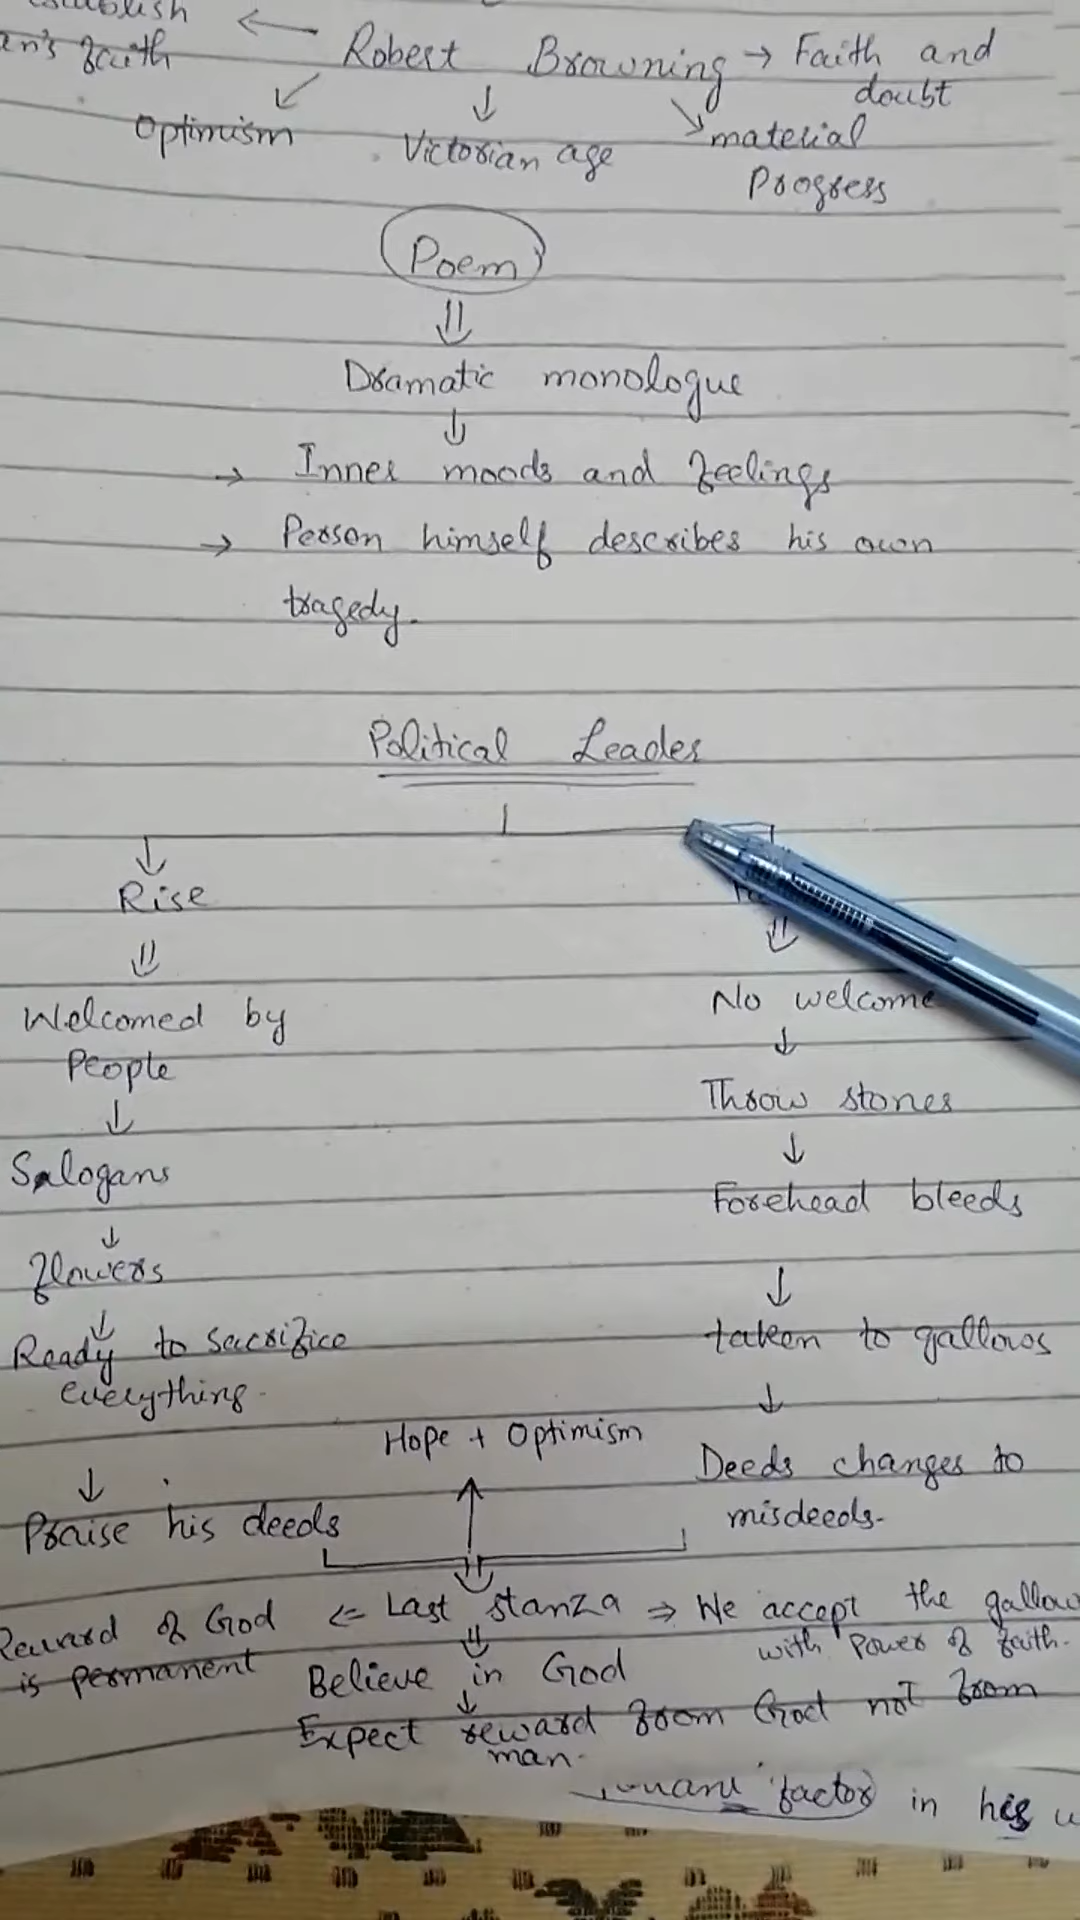 Robert Browning → Faith and
an's faith
doubt
Optimism
Victorian age
material
Progress
Poem
Dramatic monologue
→ Inner moods and feelings
→ Person himself describes his own
tragedy.
Political Leader
Rise
Welcomed by
People
Slogans
flowers
Ready to sacrifice
everything.
Praise his deeds
No welcome
Throw stones
Forehead bleeds
taken to gallows
Deeds changes to
misdeeds.
Hope + Optimism
Reward of God ⇐ Last stanza ⇒ We accept the
is permanent
with Power of faith.
Believe in God
Expect reward from God not from
man.
factor in his